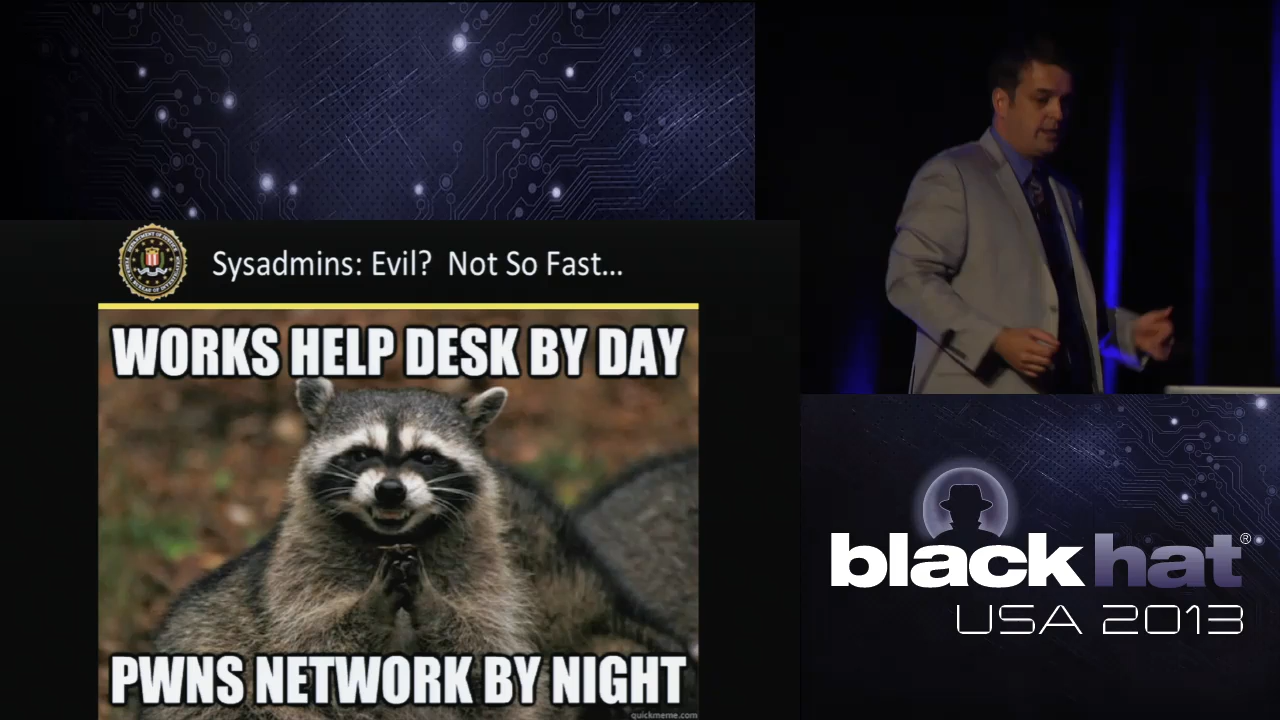 Sysadmins: Evil? Not So Fast...
WORKS HELP DESK BY DAY
PWNS NETWORK BY NIGHT
quickmeme.com
black hat®
USA 2013